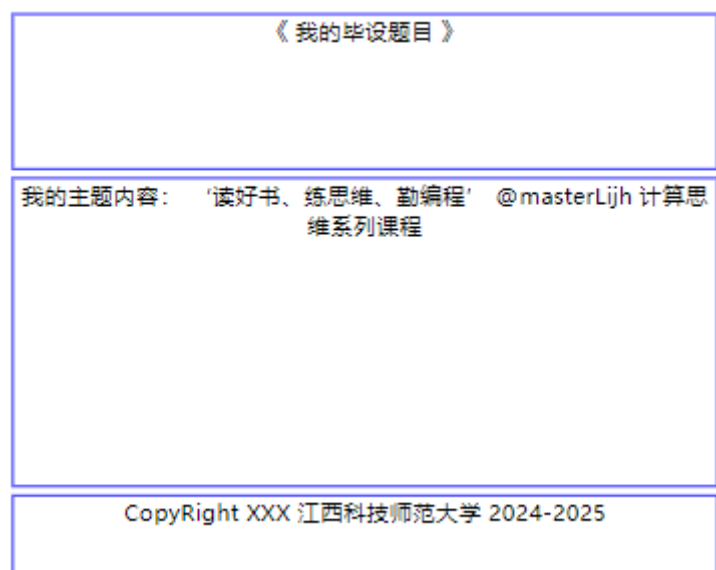 《 我的毕设题目 》
我的主题内容： ‘读好书、练思维、勤编程’ @masterLijh 计算思
维系列课程
CopyRight XXX 江西科技师范大学 2024-2025